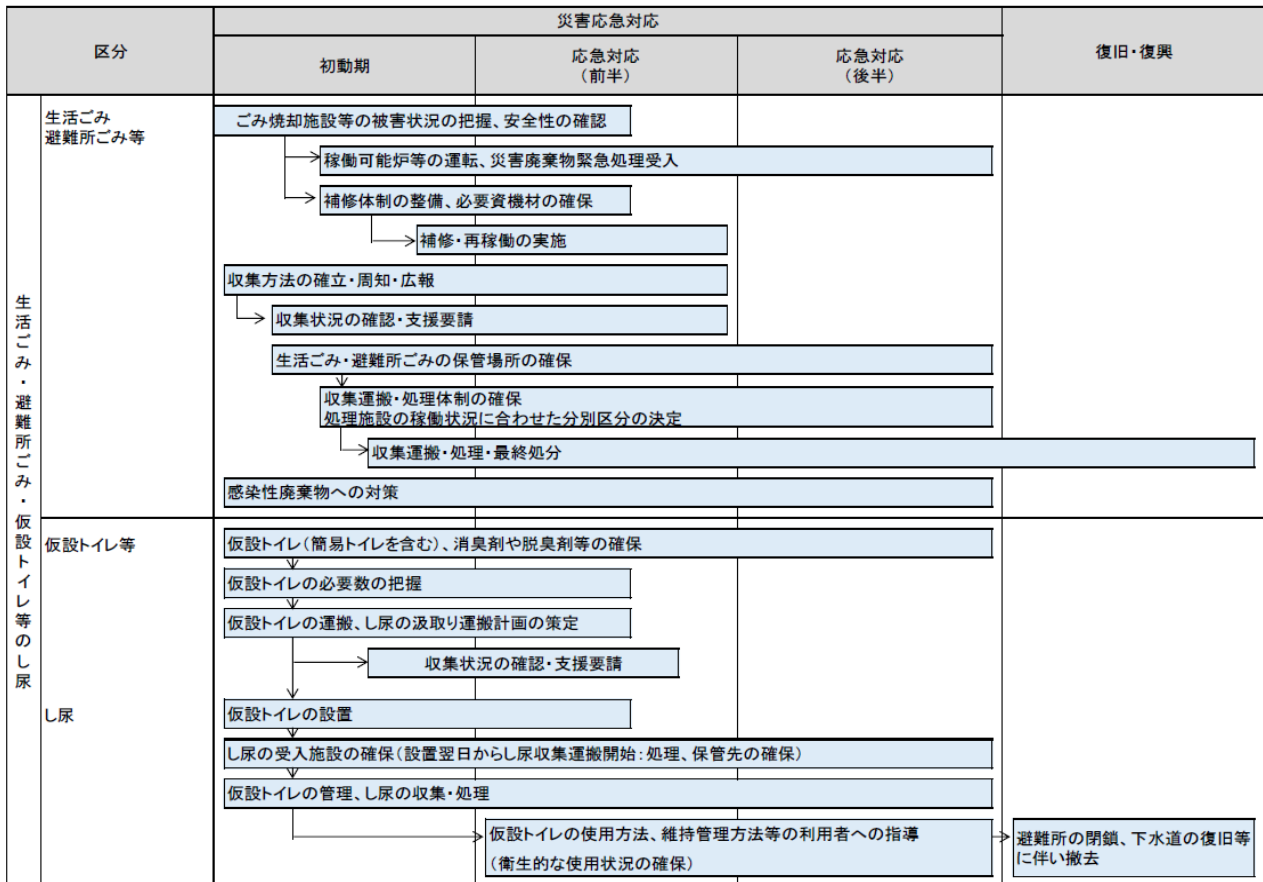 区分
災害応急対応
初動期
応急対応
（前半）
応急対応
（後半）
復旧・復興
生活ごみ・避難所ごみ・仮設トイレ等のし尿
生活ごみ
避難所ごみ等
ごみ焼却施設等の被害状況の把握、安全性の確認
稼働可能炉等の運転、災害廃棄物緊急処理受入
補修体制の整備、必要資機材の確保
補修・再稼働の実施
収集方法の確立・周知・広報
収集状況の確認・支援要請
生活ごみ・避難所ごみの保管場所の確保
収集運搬・処理体制の確保
処理施設の稼働状況に合わせた分別区分の決定
収集運搬・処理・最終処分
感染性廃棄物への対策
仮設トイレ等
仮設トイレ（簡易トイレを含む）、消臭剤や脱臭剤等の確保
仮設トイレの必要数の把握
仮設トイレの運搬、し尿の汲取り運搬計画の策定
収集状況の確認・支援要請
し尿
仮設トイレの設置
し尿の受入施設の確保（設置翌日からし尿収集運搬開始：処理、保管先の確保）
仮設トイレの管理、し尿の収集・処理
仮設トイレの使用方法、維持管理方法等の利用者への指導
（衛生的な使用状況の確保）
避難所の閉鎖、下水道の復旧等
に伴い撤去